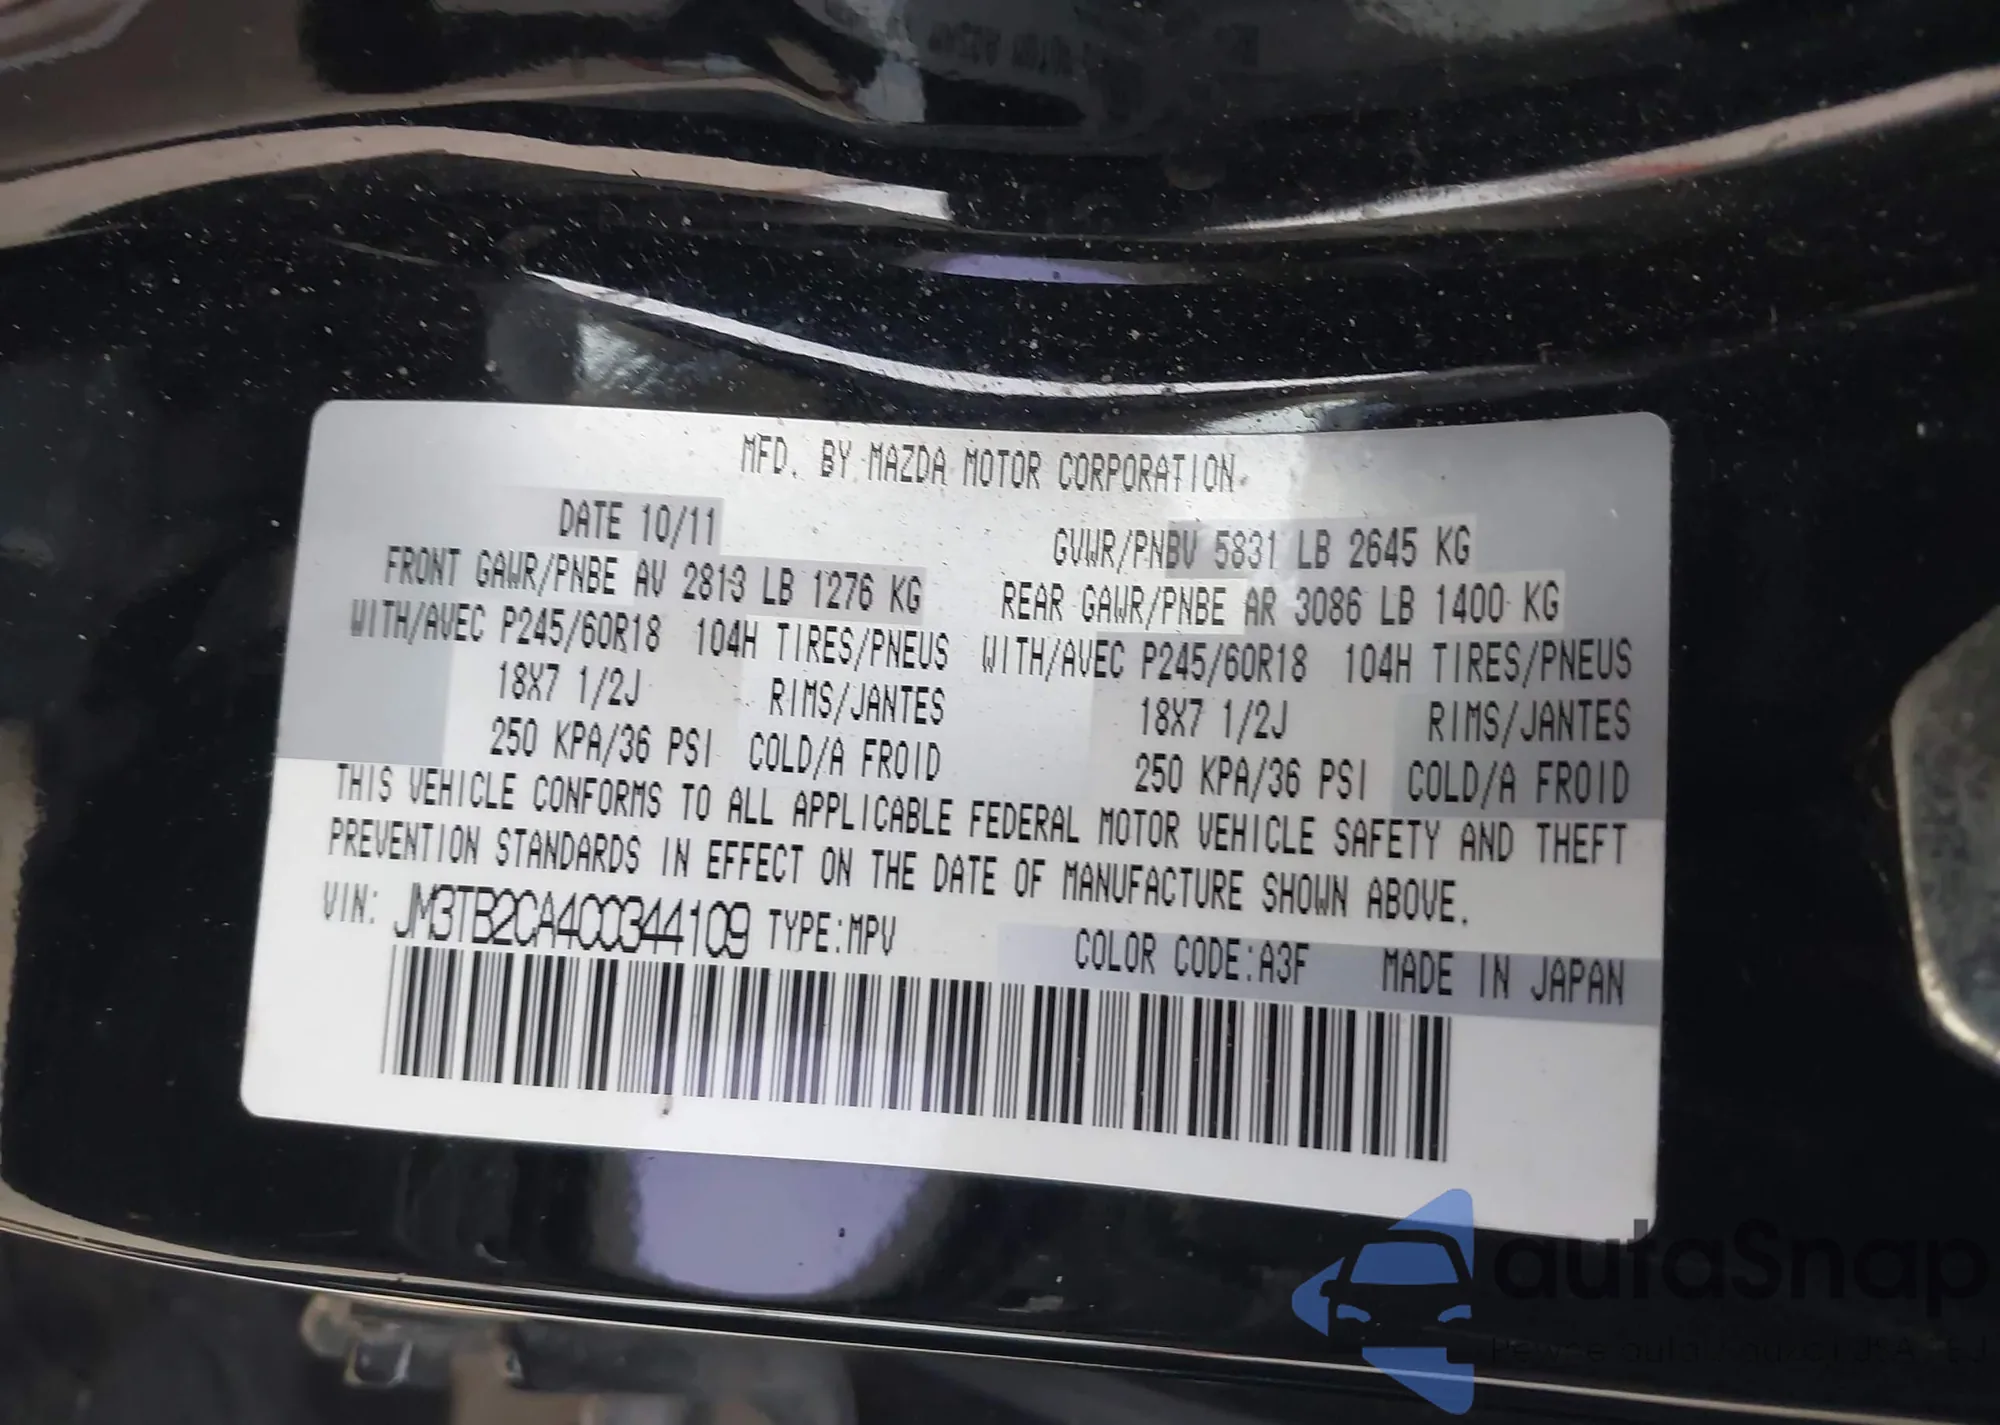 MFD. BY MAZDA MOTOR CORPORATION
DATE 10/11 GVWR/PNBV 5831 LB 2645 KG
FRONT GAWR/PNBE AV 2813 LB 1276 KG REAR GAWR/PNBE AR 3086 LB 1400 KG
WITH/AVEC P245/60R18 104H TIRES/PNEUS WITH/AVEC P245/60R18 104H TIRES/PNEUS
18X7 1/2J RIMS/JANTES 18X7 1/2J RIMS/JANTES
250 KPA/36 PSI COLD/A FROID 250 KPA/36 PSI COLD/A FROID
THIS VEHICLE CONFORMS TO ALL APPLICABLE FEDERAL MOTOR VEHICLE SAFETY AND THEFT
PREVENTION STANDARDS IN EFFECT ON THE DATE OF MANUFACTURE SHOWN ABOVE.
VIN: JM3TB2CA4C0344109 TYPE:MPV COLOR CODE:A3F MADE IN JAPAN
autaSnap